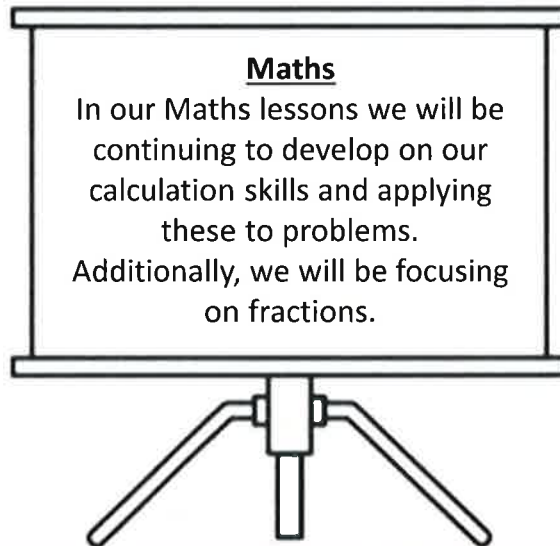 Maths
In our Maths lessons we will be
continuing to develop on our
calculation skills and applying
these to problems.
Additionally, we will be focusing
on fractions.